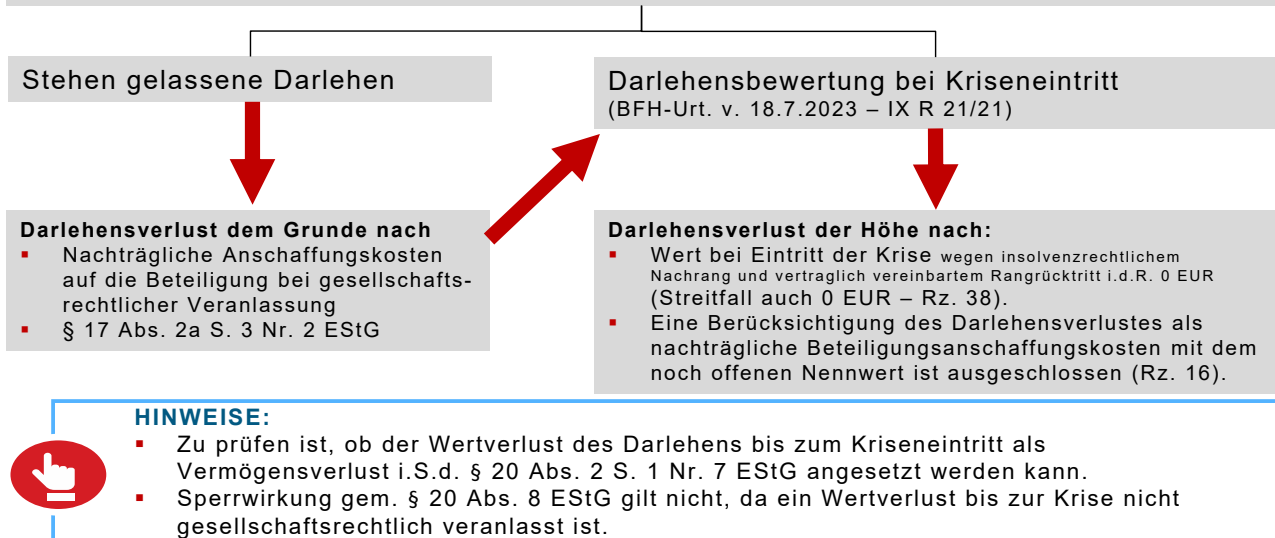 Stehen gelassene Darlehen
Darlehensbewertung bei Kriseneintritt
(BFH-Urt. v. 18.7.2023 – IX R 21/21)
Darlehensverlust dem Grunde nach
▪ Nachträgliche Anschaffungskosten
auf die Beteiligung bei gesellschafts-
rechtlicher Veranlassung
▪ § 17 Abs. 2a S. 3 Nr. 2 EStG
Darlehensverlust der Höhe nach:
▪ Wert bei Eintritt der Krise wegen insolvenzrechtlichem
Nachrang und vertraglich vereinbartem Rangrücktritt i.d.R. 0 EUR
(Streitfall auch 0 EUR – Rz. 38).
▪ Eine Berücksichtigung des Darlehensverlustes als
nachträgliche Beteiligungsanschaffungskosten mit dem
noch offenen Nennwert ist ausgeschlossen (Rz. 16).
HINWEISE:
▪ Zu prüfen ist, ob der Wertverlust des Darlehens bis zum Kriseneintritt als
Vermögensverlust i.S.d. § 20 Abs. 2 S. 1 Nr. 7 EStG angesetzt werden kann.
▪ Sperrwirkung gem. § 20 Abs. 8 EStG gilt nicht, da ein Wertverlust bis zur Krise nicht
gesellschaftsrechtlich veranlasst ist.